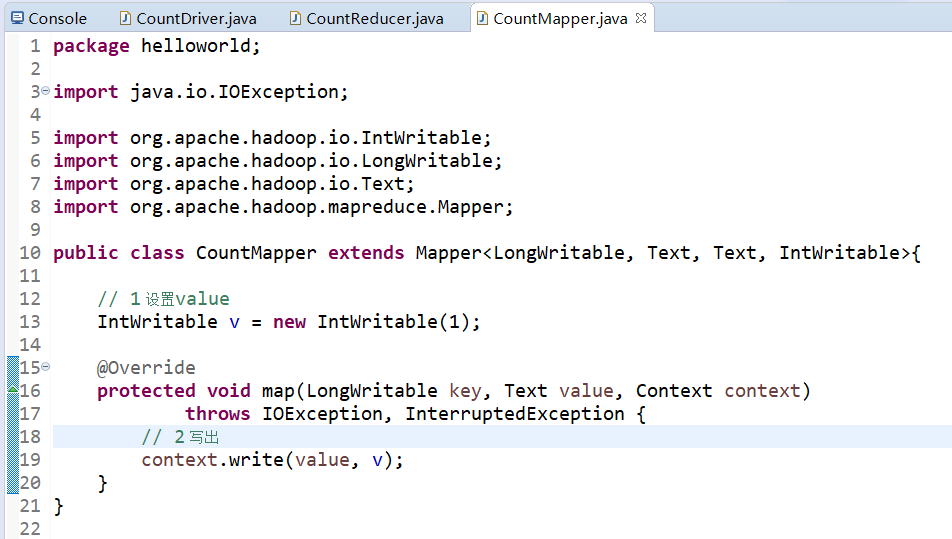 Console CountDriver.java CountReducer.java CountMapper.java
1 package helloworld;
2
3 import java.io.IOException;
4
5 import org.apache.hadoop.io.IntWritable;
6 import org.apache.hadoop.io.LongWritable;
7 import org.apache.hadoop.io.Text;
8 import org.apache.hadoop.mapreduce.Mapper;
9
10 public class CountMapper extends Mapper<LongWritable, Text, Text, IntWritable>{
11
12 // 1 设置value
13 IntWritable v = new IntWritable(1);
14
15 @Override
16 protected void map(LongWritable key, Text value, Context context)
17 throws IOException, InterruptedException {
18 // 2 写出
19 context.write(value, v);
20 }
21 }
22